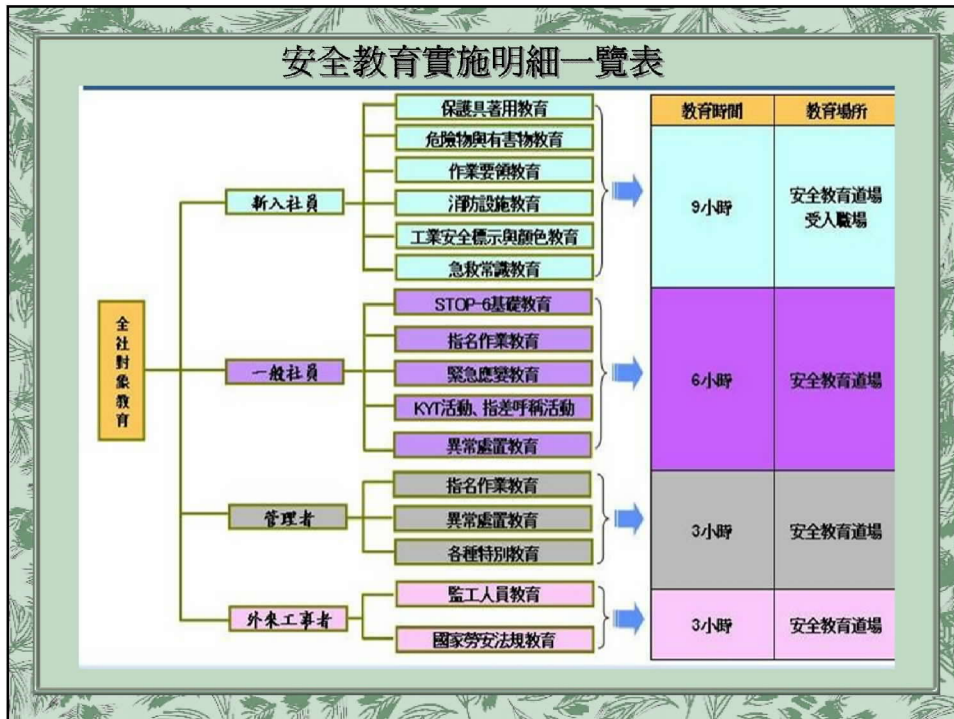 安全教育實施明細一覽表
教育時間
教育場所
全社對象教育
新入社員
保護具著用教育
危險物與有害物教育
作業要領教育
消防設施教育
工業安全標示與顏色教育
急救常識教育
9小時
安全教育道場
受入職場
一般社員
STOP-6基礎教育
指名作業教育
緊急應變教育
KYT活動、指差呼稱活動
異常處置教育
6小時
安全教育道場
管理者
指名作業教育
異常處置教育
各種特別教育
3小時
安全教育道場
外來工事者
監工人員教育
國家勞安法規教育
3小時
安全教育道場